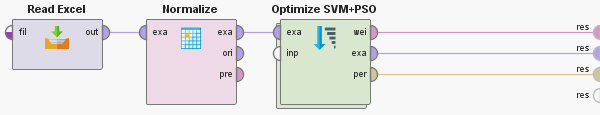 Read Excel
fil
out
Normalize
exa
exa
ori
pre
Optimize SVM+PSO
exa
inp
wei
exa
per
res
res
res
res